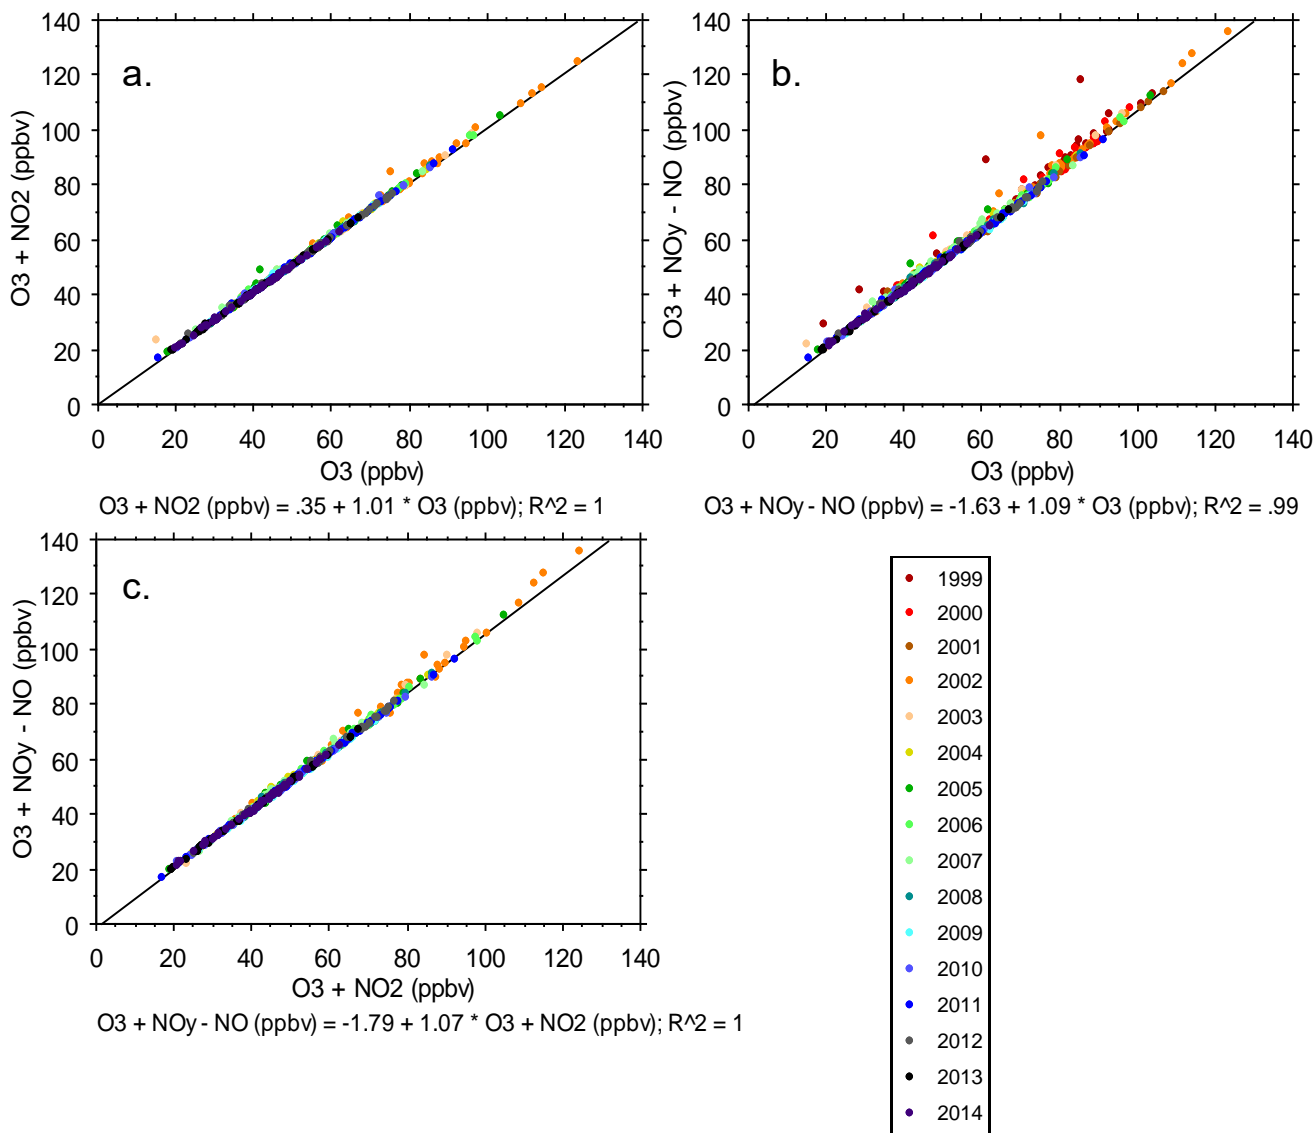 a.
140
120
100
80
60
40
20
0
O3 + NO2 (ppbv)
0 20 40 60 80 100 120 140
O3 (ppbv)
O3 + NO2 (ppbv) = .35 + 1.01 * O3 (ppbv); R^2 = 1
b.
140
120
100
80
60
40
20
0
O3 + NOy - NO (ppbv)
0 20 40 60 80 100 120 140
O3 (ppbv)
O3 + NOy - NO (ppbv) = -1.63 + 1.09 * O3 (ppbv); R^2 = .99
c.
140
120
100
80
60
40
20
0
O3 + NOy - NO (ppbv)
0 20 40 60 80 100 120 140
O3 + NO2 (ppbv)
O3 + NOy - NO (ppbv) = -1.79 + 1.07 * O3 + NO2 (ppbv); R^2 = 1
1999
2000
2001
2002
2003
2004
2005
2006
2007
2008
2009
2010
2011
2012
2013
2014